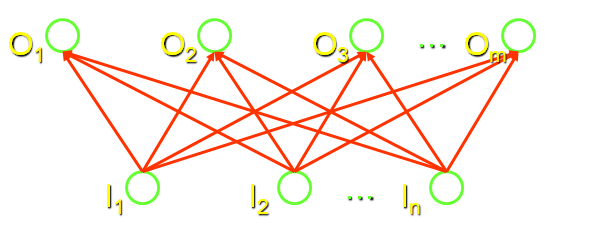 O₁ O₂ O₃ ... Oₘ
I₁ I₂ ... Iₙ